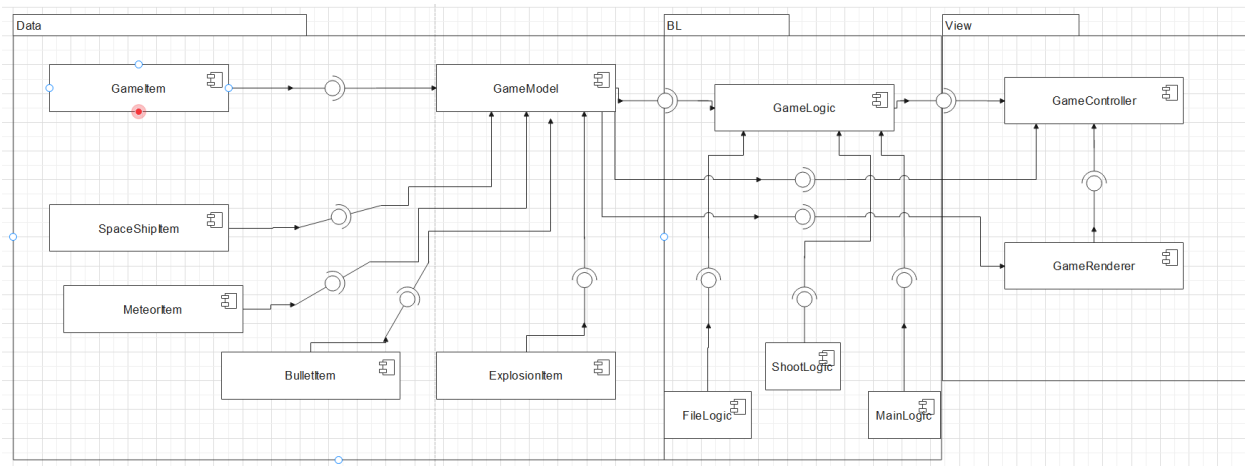 Data
BL
View
GameItem
GameModel
GameLogic
GameController
SpaceShipItem
GameRenderer
MeteorItem
BulletItem
ExplosionItem
ShootLogic
FileLogic
MainLogic